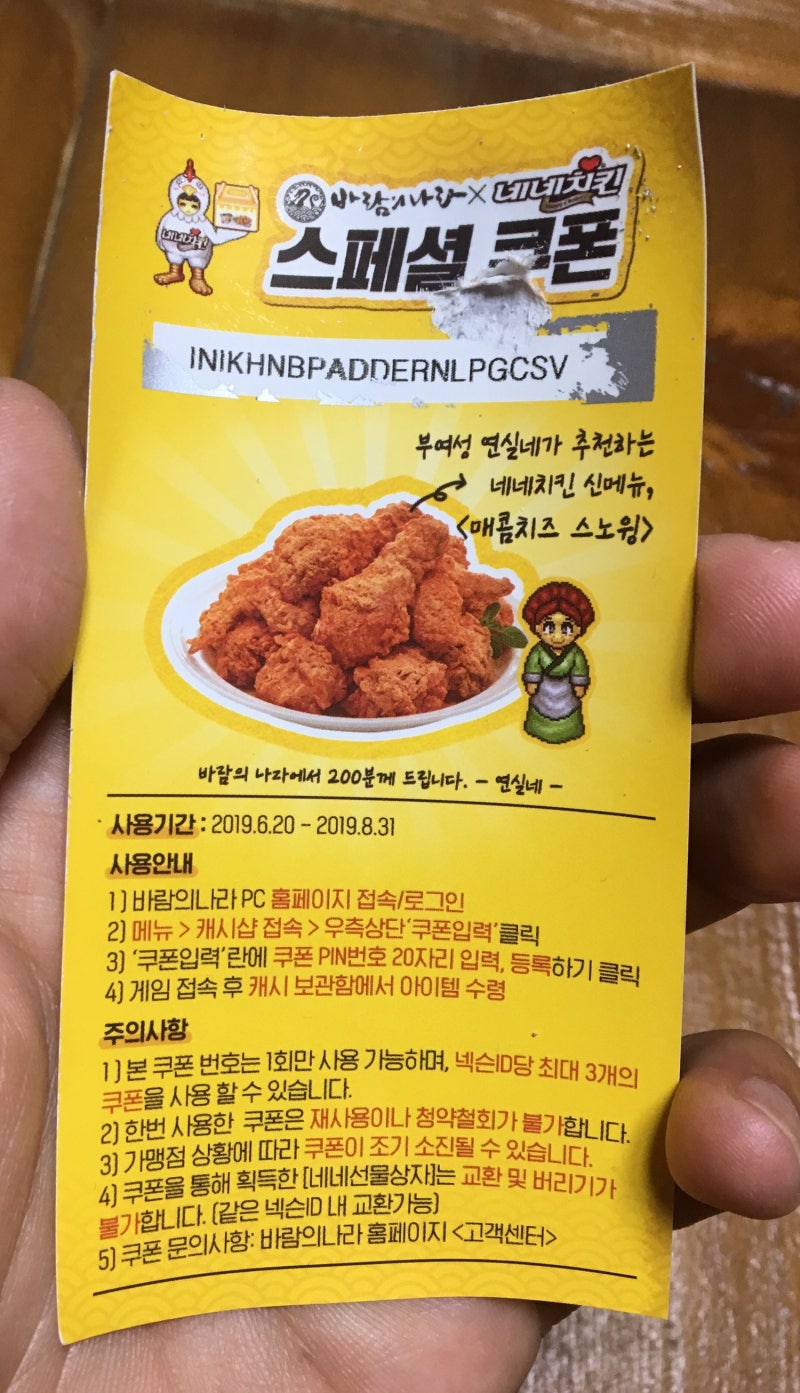 바람의나라 × 네네치킨
스페셜 쿠폰
INIKHNBPADDERNLPGCSV
네네치킨
부여성 연실네가 추천하는
네네치킨 신메뉴,
<매콤치즈 스노윙>
바람의 나라에서 200분께 드립니다. - 연실네 -
사용기간 : 2019.6.20 - 2019.8.31
사용안내
1) 바람의나라 PC 홈페이지 접속/로그인
2) 메뉴 > 캐시샵 접속 > 우측상단 '쿠폰입력' 클릭
3) '쿠폰입력'란에 쿠폰 PIN번호 20자리 입력, 등록하기 클릭
4) 게임 접속 후 캐시 보관함에서 아이템 수령
주의사항
1) 본 쿠폰 번호는 1회만 사용 가능하며, 넥슨ID당 최대 3개의
쿠폰을 사용 할 수 있습니다.
2) 한번 사용한 쿠폰은 재사용이나 청약철회가 불가합니다.
3) 가맹점 상황에 따라 쿠폰이 조기 소진될 수 있습니다.
4) 쿠폰을 통해 획득한 [네네선물상자]는 교환 및 버리기가
불가합니다. (같은 넥슨ID 내 교환가능)
5) 쿠폰 문의사항: 바람의나라 홈페이지 <고객센터>